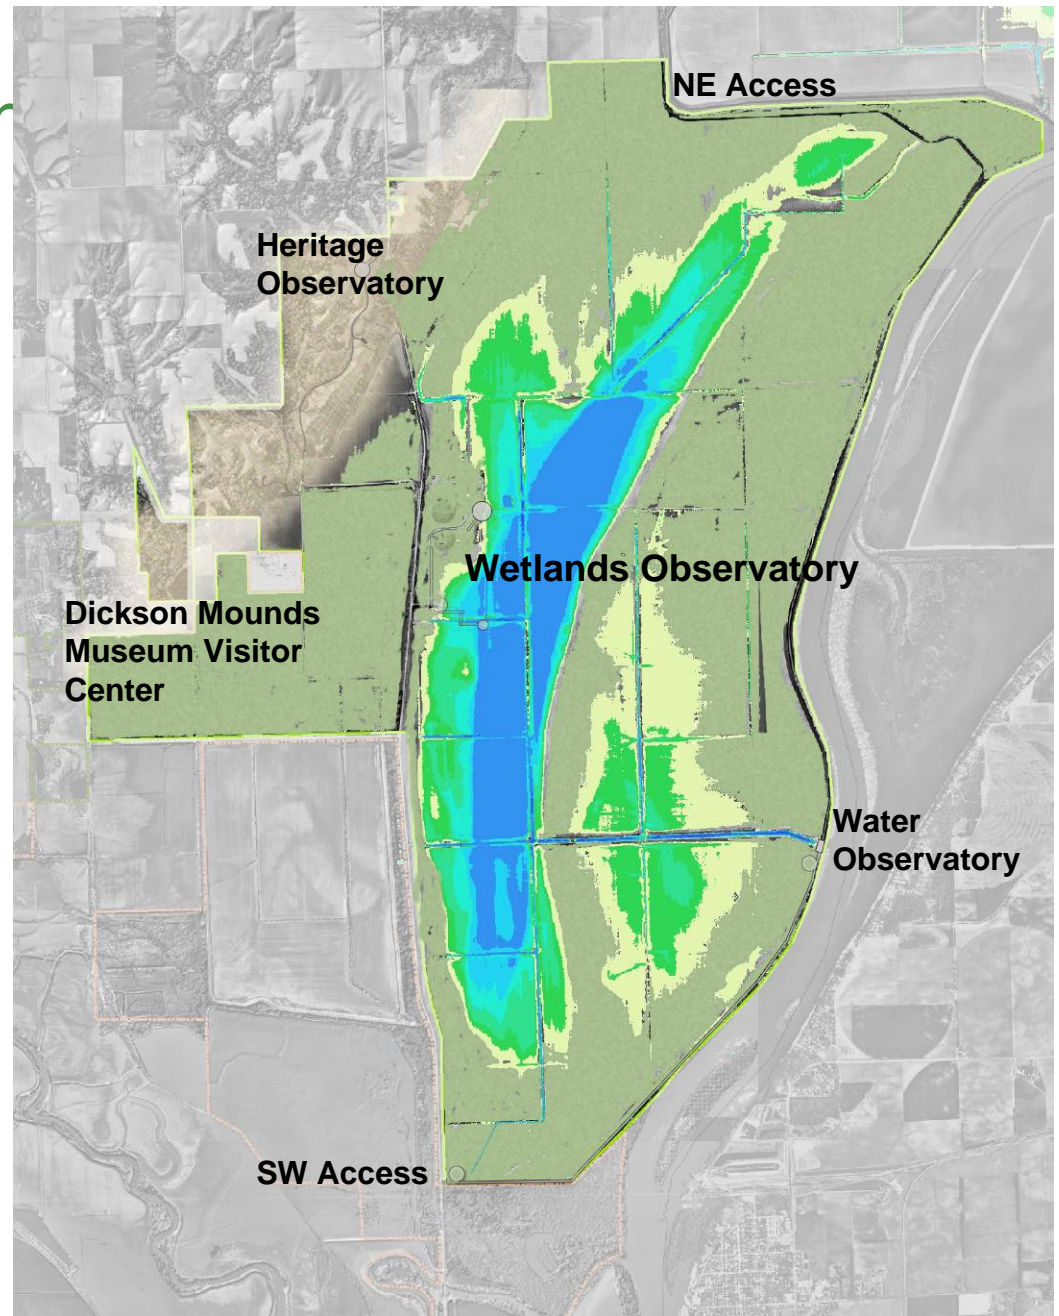 NE Access
Heritage
Observatory
Wetlands Observatory
Dickson Mounds
Museum Visitor
Center
Water
Observatory
SW Access